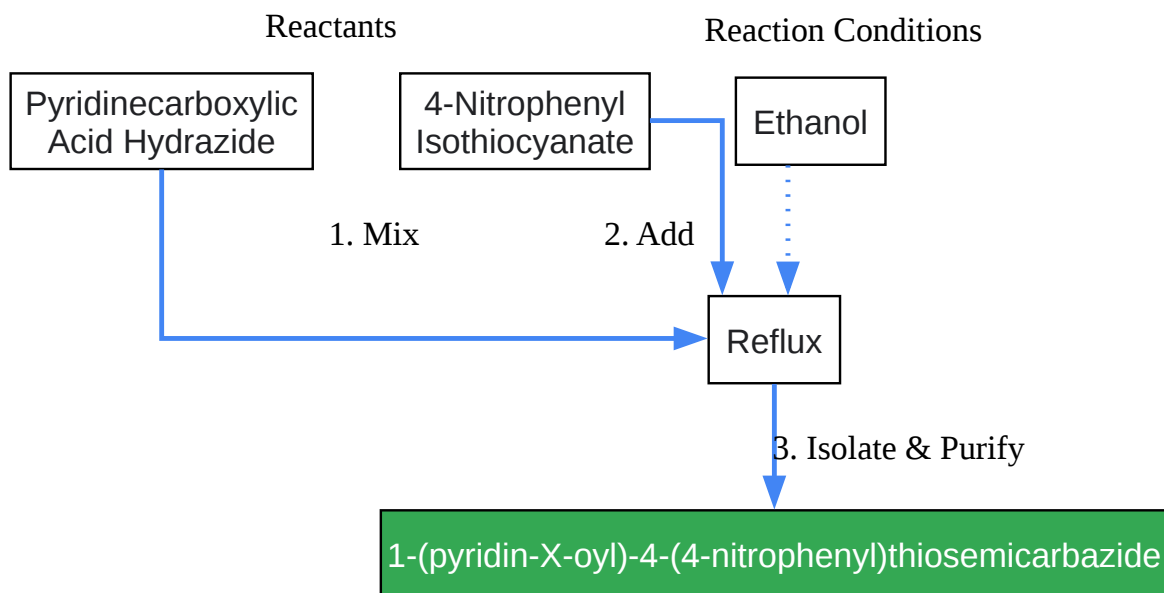 Reactants
Reaction Conditions
Pyridinecarboxylic
Acid Hydrazide
4-Nitrophenyl
Isothiocyanate
Ethanol
1. Mix
2. Add
Reflux
3. Isolate & Purify
1-(pyridin-X-oyl)-4-(4-nitrophenyl)thiosemicarbazide